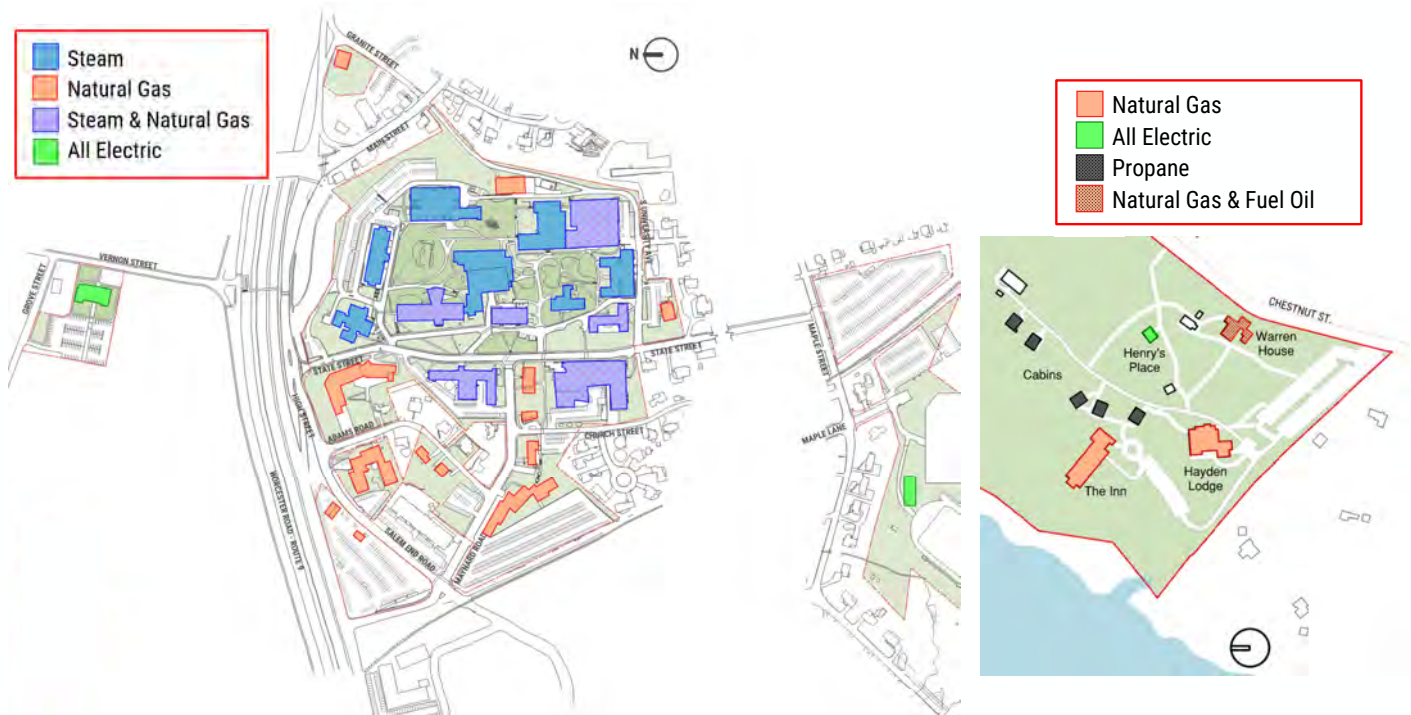 Steam
Natural Gas
Steam & Natural Gas
All Electric
N
GRANITE STREET
MAIN STREET
VERNON STREET
GROVE STREET
STATE STREET
STATE STREET
HIGH STREET
ADAMS ROAD
CHURCH STREET
MAPLE STREET
MAPLE LANE
WORCESTER ROAD - ROUTE 9
SALEM END ROAD
MAYNARD ROAD
Natural Gas
All Electric
Propane
Natural Gas & Fuel Oil
CHESTNUT ST.
Warren
House
Henry's
Place
Cabins
The Inn
Hayden
Lodge